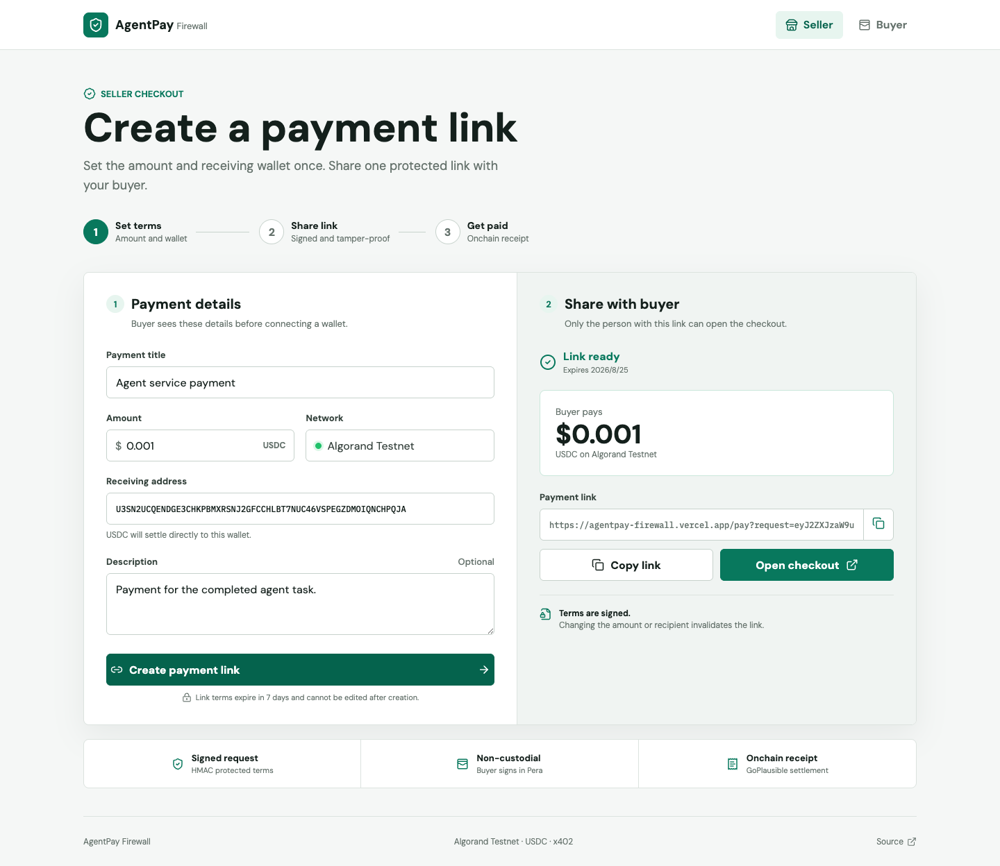 AgentPay Firewall
Seller
Buyer
SELLER CHECKOUT
Create a payment link
Set the amount and receiving wallet once. Share one protected link with
your buyer.
1
Set terms
Amount and wallet
2
Share link
Signed and tamper-proof
3
Get paid
Onchain receipt
1
Payment details
Buyer sees these details before connecting a wallet.
Payment title
Agent service payment
Amount
$ 0.001 USDC
Network
Algorand Testnet
Receiving address
U3SN2UCQENDGE3CHKPBMXRSNJ2GFCCHLBT7NUC46VSPEGZDMOIQNCHPQJA
USDC will settle directly to this wallet.
Description
Optional
Payment for the completed agent task.
Create payment link
Link terms expire in 7 days and cannot be edited after creation.
2
Share with buyer
Only the person with this link can open the checkout.
Link ready
Expires 2026/8/25
Buyer pays
$0.001
USDC on Algorand Testnet
Payment link
https://agentpay-firewall.vercel.app/pay?request=eyJ2ZXJzaW9u
Copy link
Open checkout
Terms are signed.
Changing the amount or recipient invalidates the link.
Signed request
HMAC protected terms
Non-custodial
Buyer signs in Pera
Onchain receipt
GoPlausible settlement
AgentPay Firewall
Algorand Testnet · USDC · x402
Source